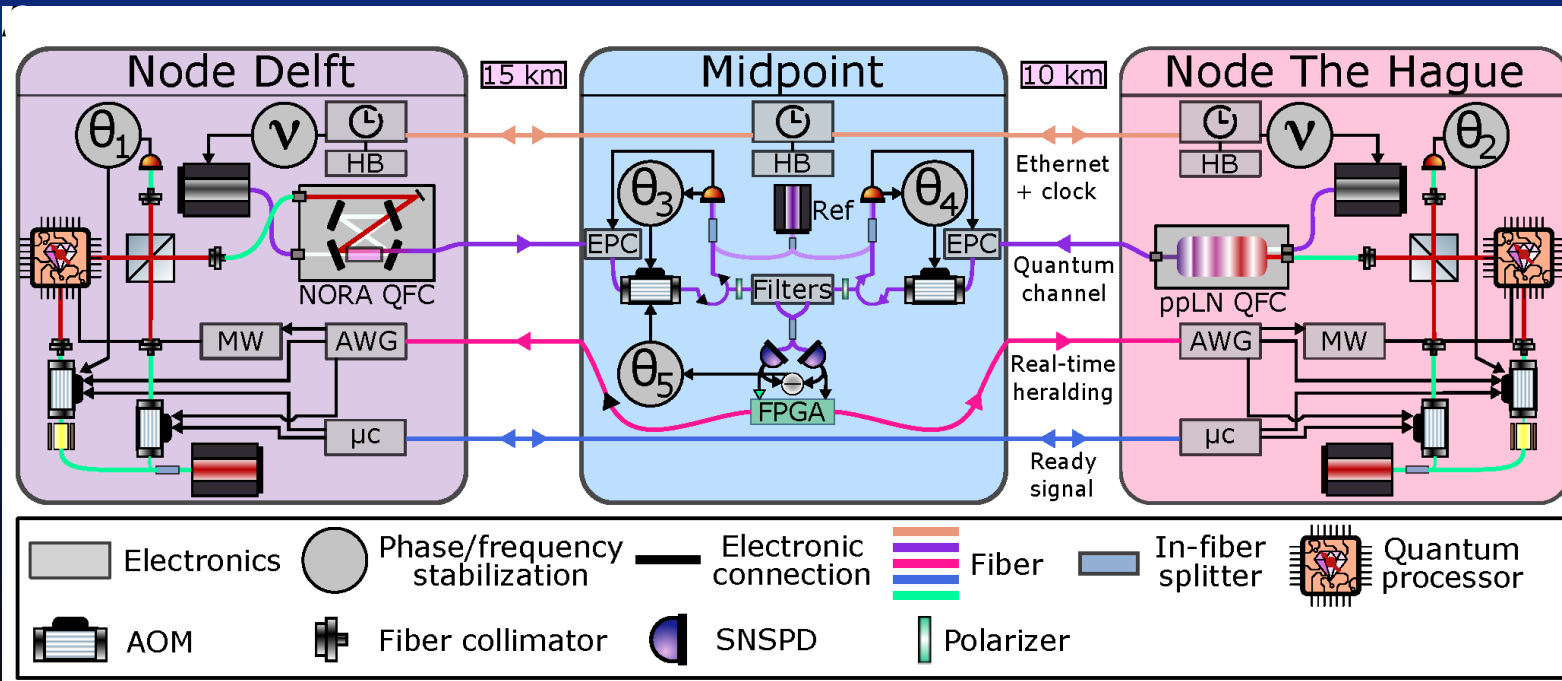 Node Delft
15 km
Midpoint
10 km
Node The Hague
θ1
ν
HB
NORA QFC
MW
AWG
μc
HB
θ3
Ref
θ4
EPC
EPC
Filters
θ5
FPGA
Ethernet
+ clock
Quantum
channel
Real-time
heralding
Ready
signal
HB
ν
θ2
ppLN QFC
AWG
MW
μc
Electronics
Phase/frequency
stabilization
Electronic
connection
Fiber
In-fiber
splitter
Quantum
processor
AOM
Fiber collimator
SNSPD
Polarizer